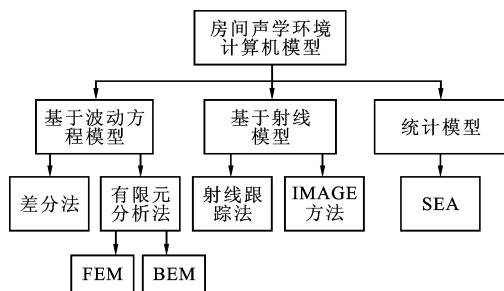 房间声学环境
计算机模型
基于波动方
程模型
基于射线
模型
统计模型
差分法
有限元
分析法
射线跟
踪法
IMAGE
方法
SEA
FEM
BEM